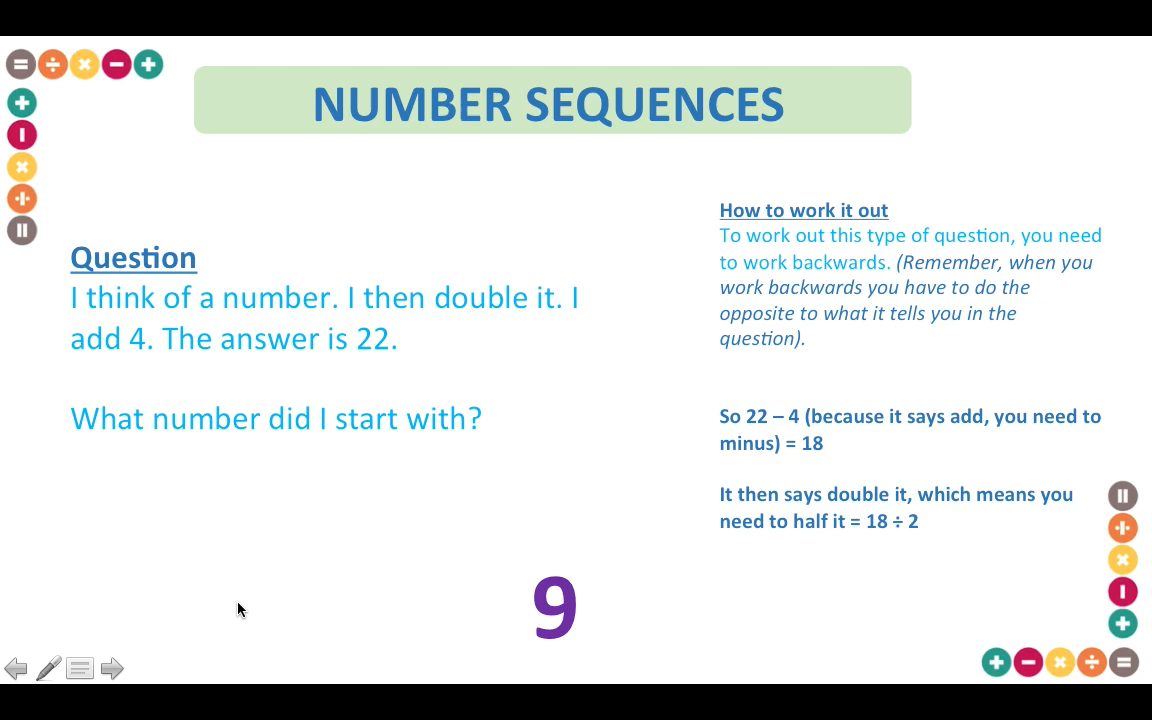 NUMBER SEQUENCES
Question
I think of a number. I then double it. I
add 4. The answer is 22.
What number did I start with?
How to work it out
To work out this type of question, you need
to work backwards. (Remember, when you
work backwards you have to do the
opposite to what it tells you in the
question).
So 22 – 4 (because it says add, you need to
minus) = 18
It then says double it, which means you
need to half it = 18 ÷ 2
9